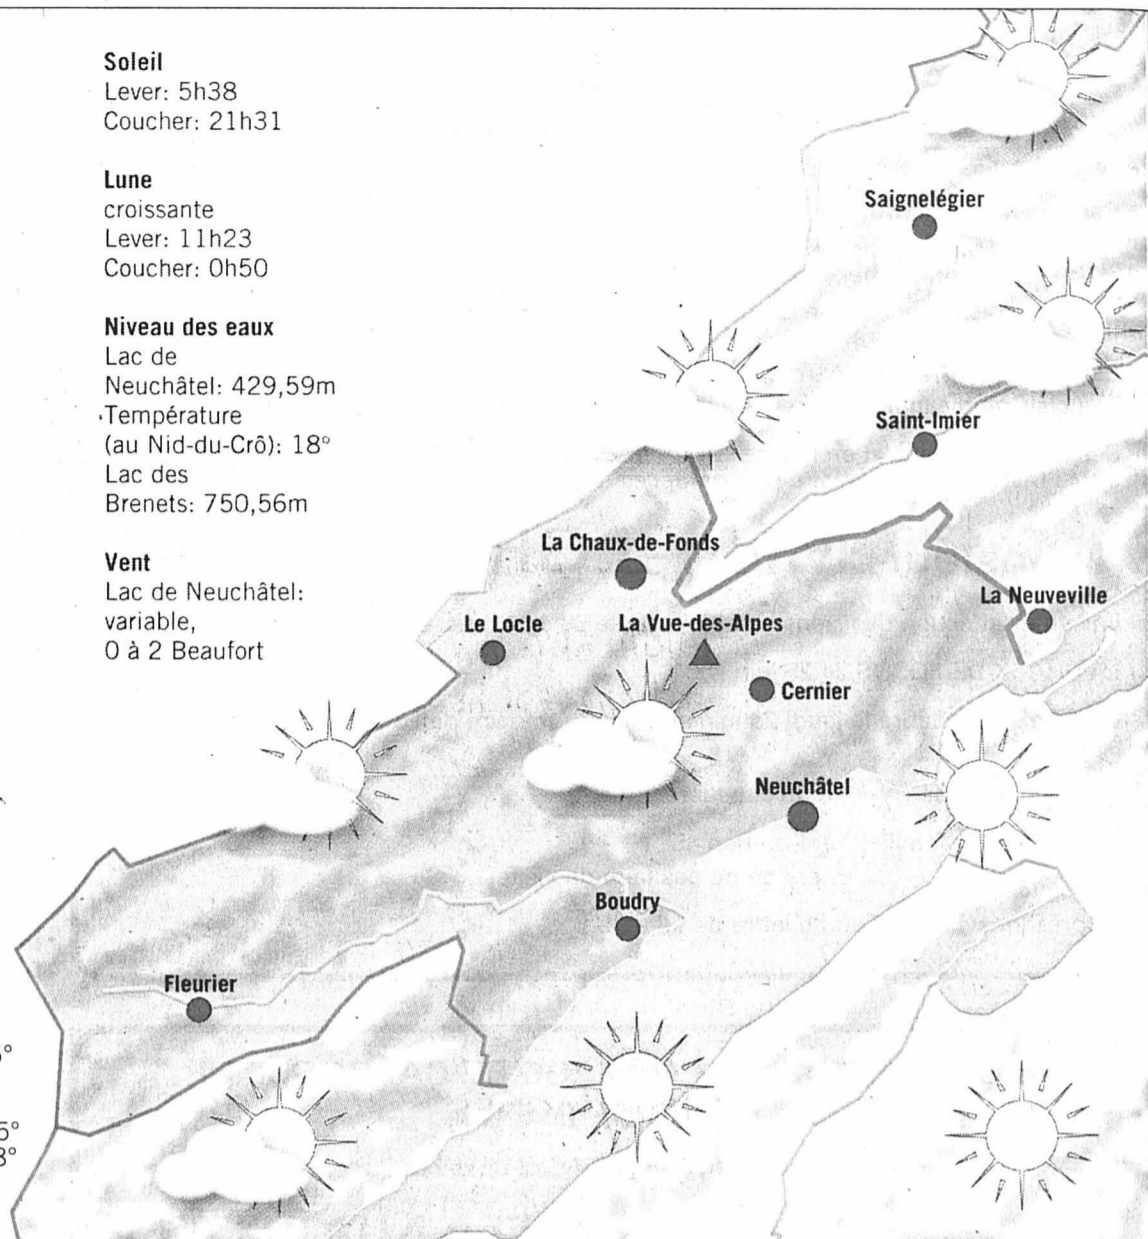 Soleil
Lever: 5h38
Coucher: 21h31
Lune
croissante
Lever: 11h23
Coucher: 0h50
Niveau des eaux
Lac de
Neuchâtel: 429,59m
Température
(au Nid-du-Crô): 18°
Lac des
Brenets: 750,56m
Vent
Lac de Neuchâtel:
variable,
0 à 2 Beaufort
Saignelégier
Saint-Imier
La Chaux-de-Fonds
La Neuveville
Le Locle
La Vue-des-Alpes
Cernier
Neuchâtel
Boudry
Fleurier